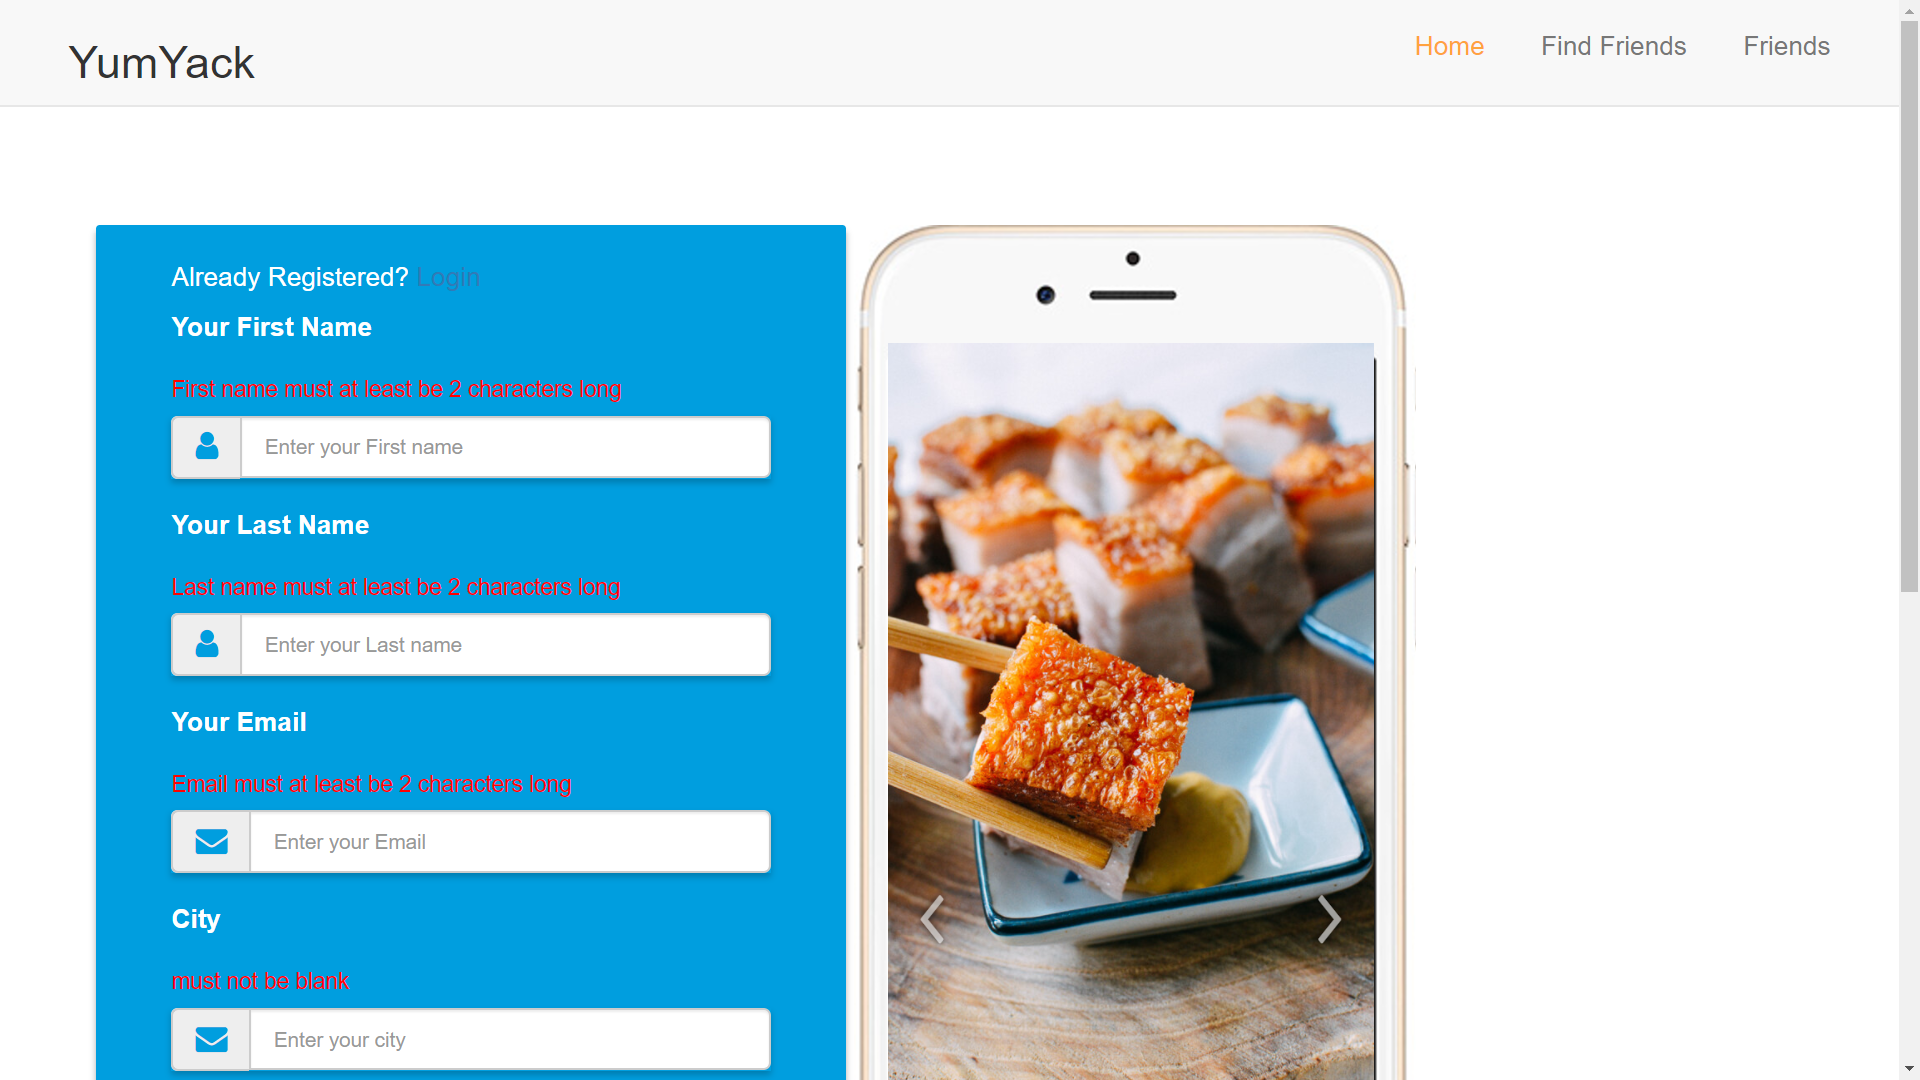 YumYack
Home
Find Friends
Friends
Already Registered? Login
Your First Name
First name must at least be 2 characters long
Enter your First name
Your Last Name
Last name must at least be 2 characters long
Enter your Last name
Your Email
Email must at least be 2 characters long
Enter your Email
City
must not be blank
Enter your city